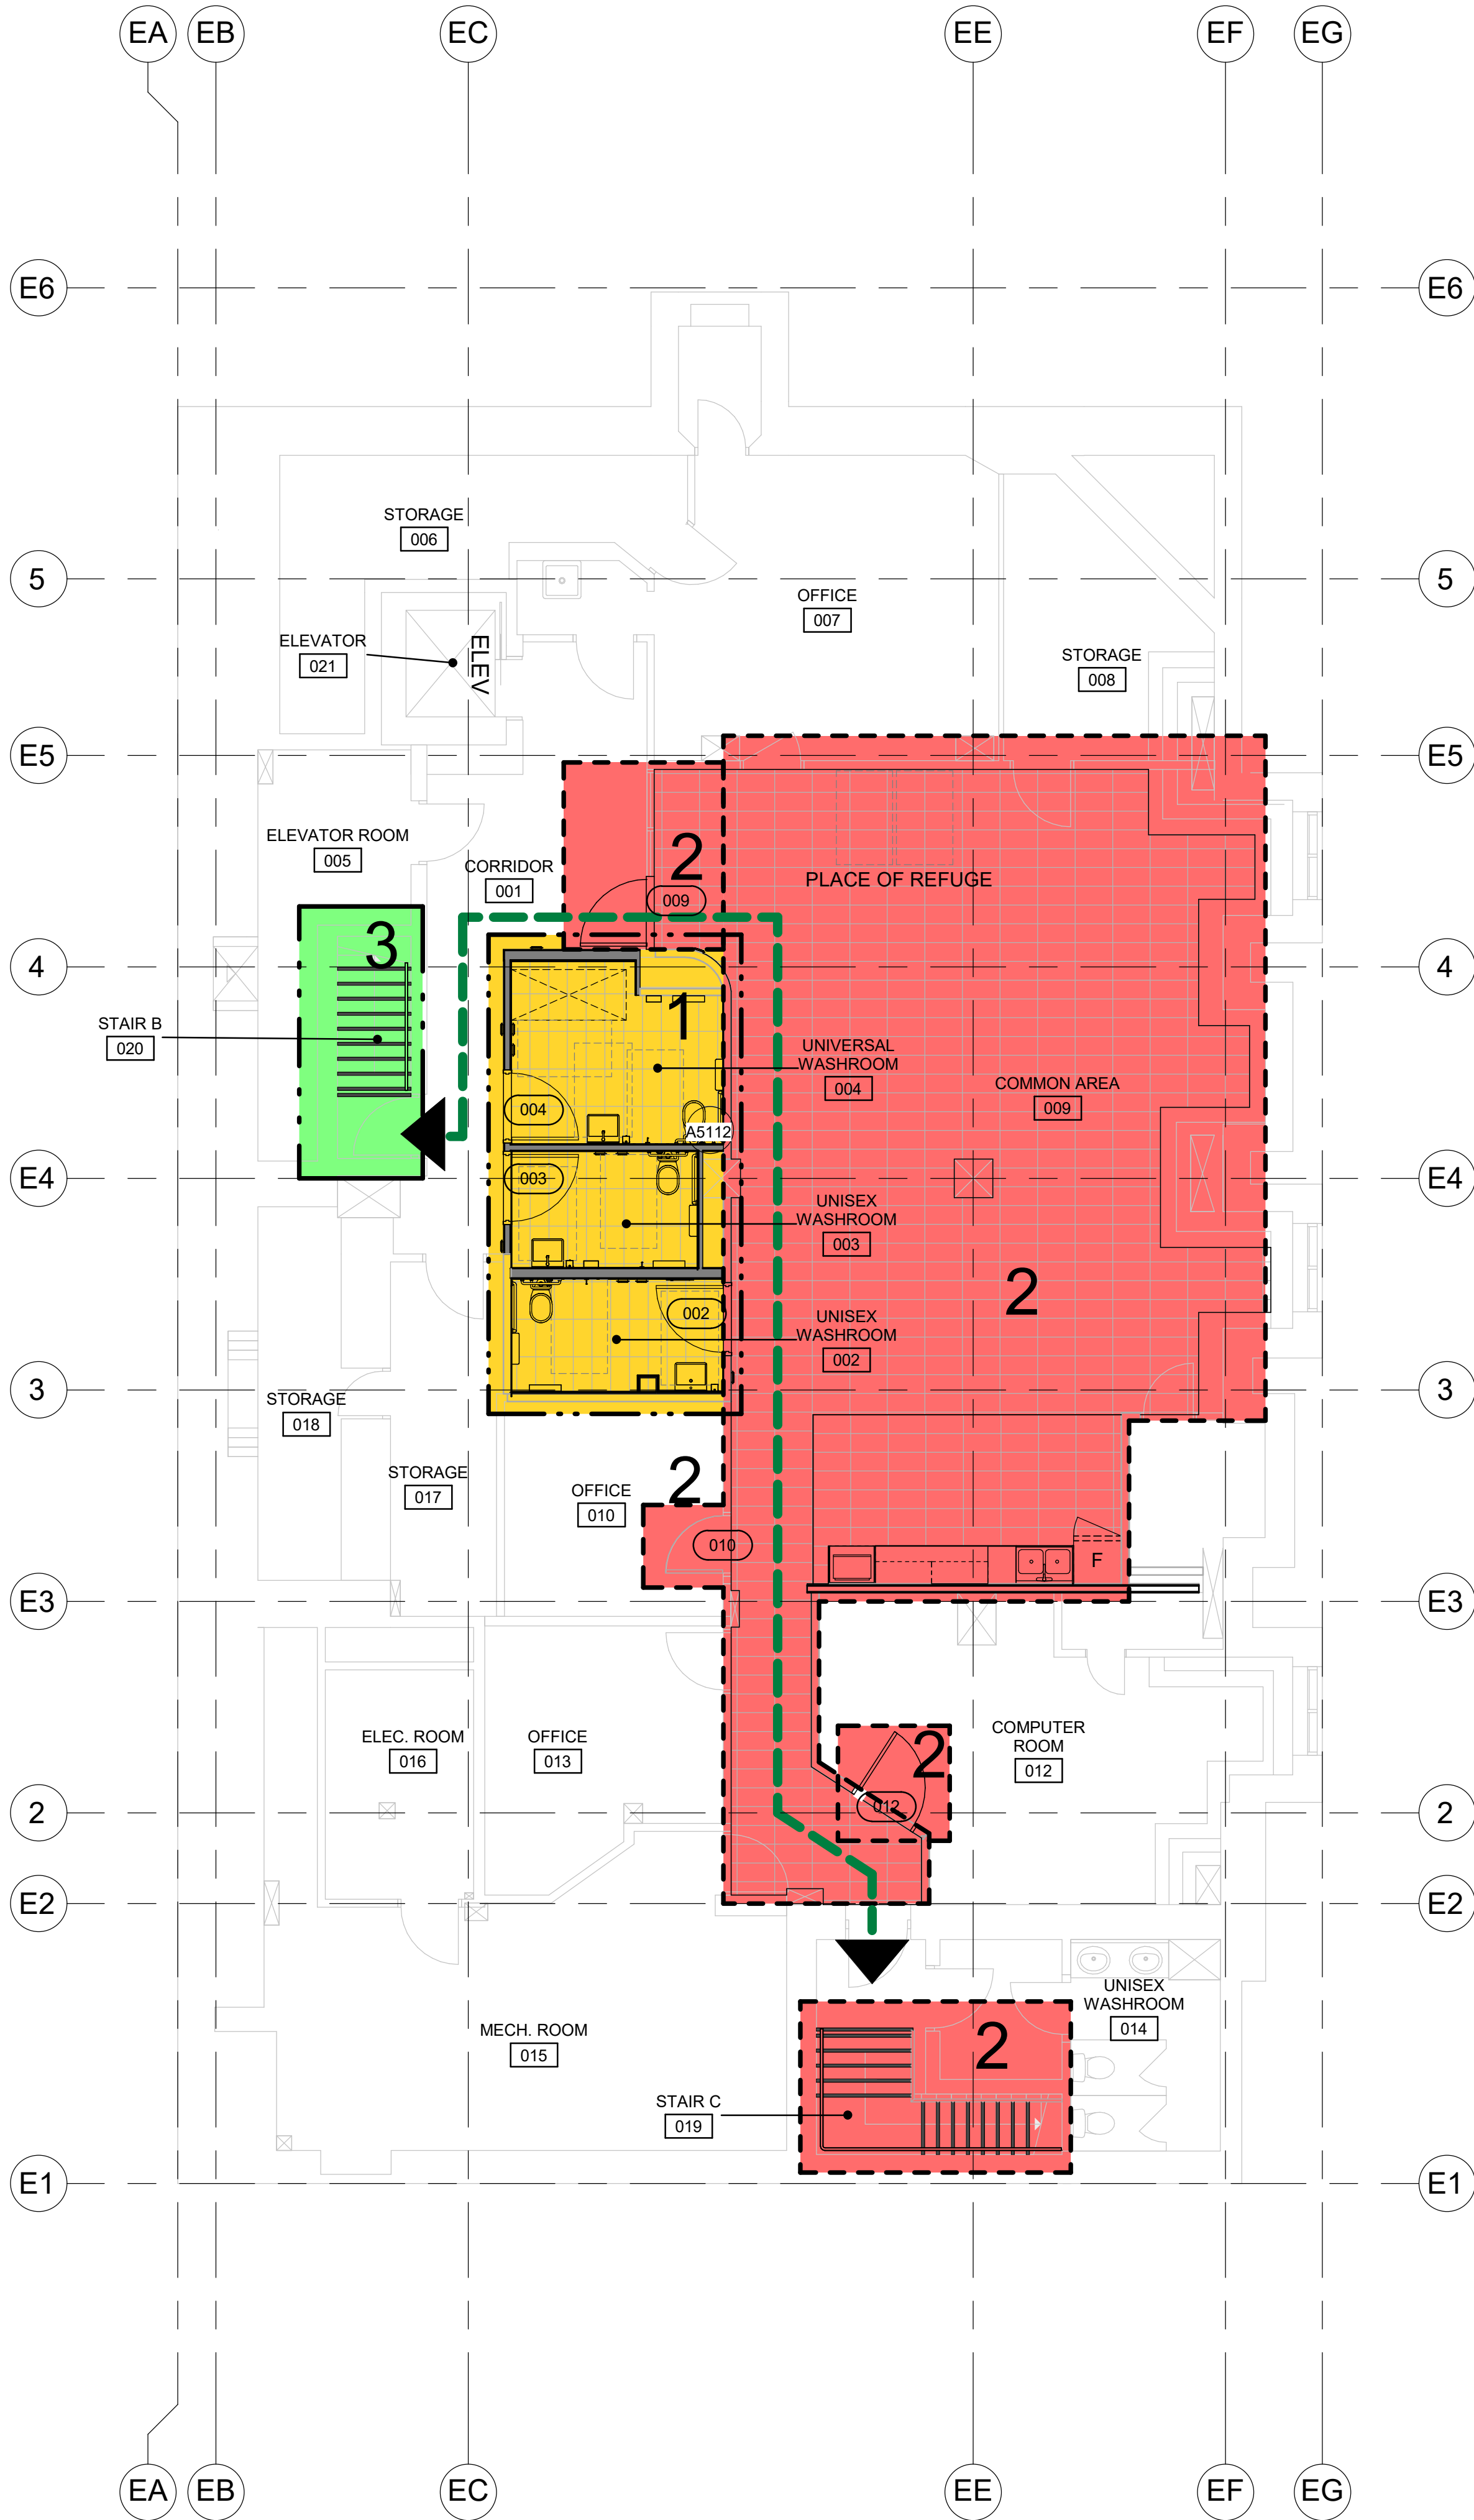 EA
EB
EC
EE
EF
EG
E6
E6
STORAGE
006
5
5
OFFICE
007
ELEVATOR
021
ELEV
STORAGE
008
E5
E5
ELEVATOR ROOM
005
CORRIDOR
001
2
009
PLACE OF REFUGE
3
4
4
1
STAIR B
020
UNIVERSAL
WASHROOM
004
COMMON AREA
009
004
A5112
E4
003
E4
UNISEX
WASHROOM
003
2
002
UNISEX
WASHROOM
002
3
3
STORAGE
018
STORAGE
017
2
OFFICE
010
010
F
E3
E3
ELEC. ROOM
016
OFFICE
013
2
COMPUTER
ROOM
012
2
012
2
E2
E2
UNISEX
WASHROOM
014
MECH. ROOM
015
2
STAIR C
019
E1
E1
EA
EB
EC
EE
EF
EG